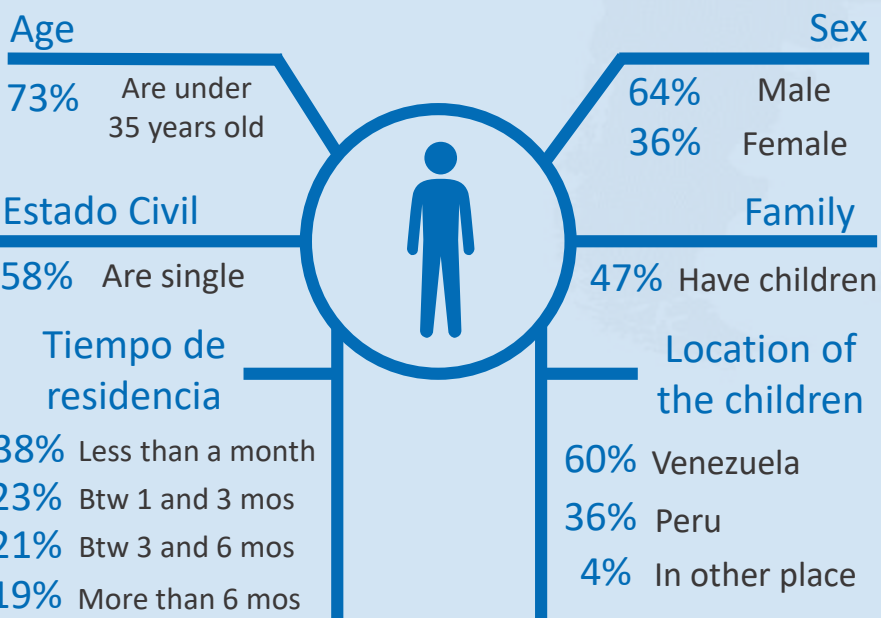 Age
73% Are under
35 years old
Sex
64% Male
36% Female
Estado Civil
58% Are single
Family
47% Have children
Tiempo de
residencia
38% Less than a month
23% Btw 1 and 3 mos
21% Btw 3 and 6 mos
19% More than 6 mos
Location of
the children
60% Venezuela
36% Peru
4% In other place